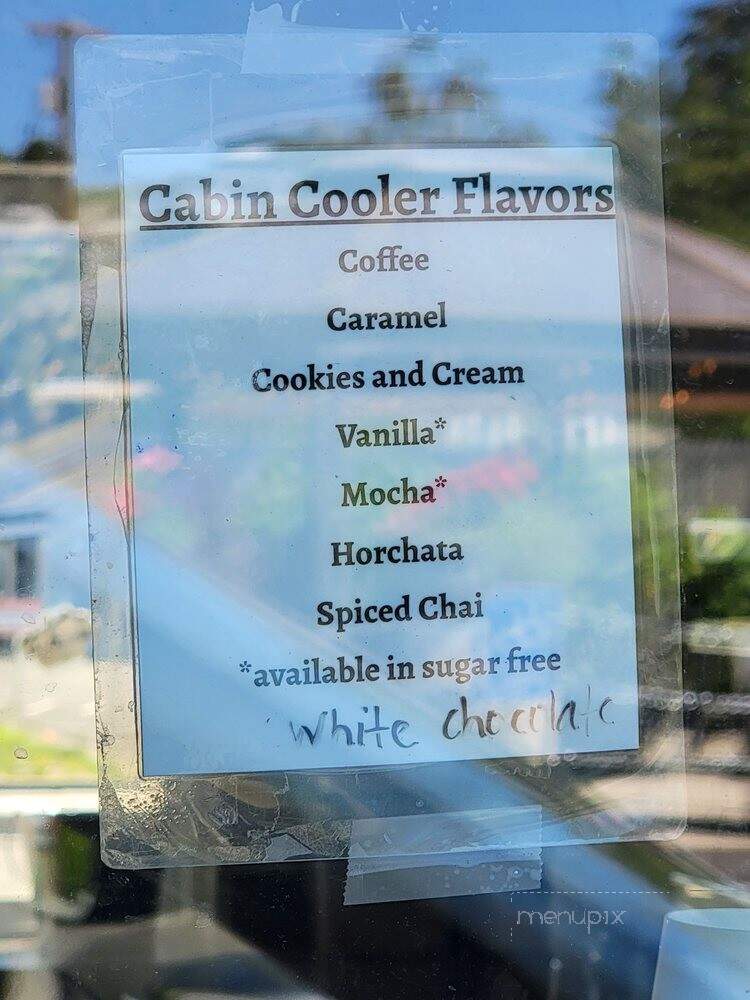 Cabin Cooler Flavors
Coffee
Caramel
Cookies and Cream
Vanilla*
Mocha*
Horchata
Spiced Chai
*available in sugar free
white chocolate
menupix